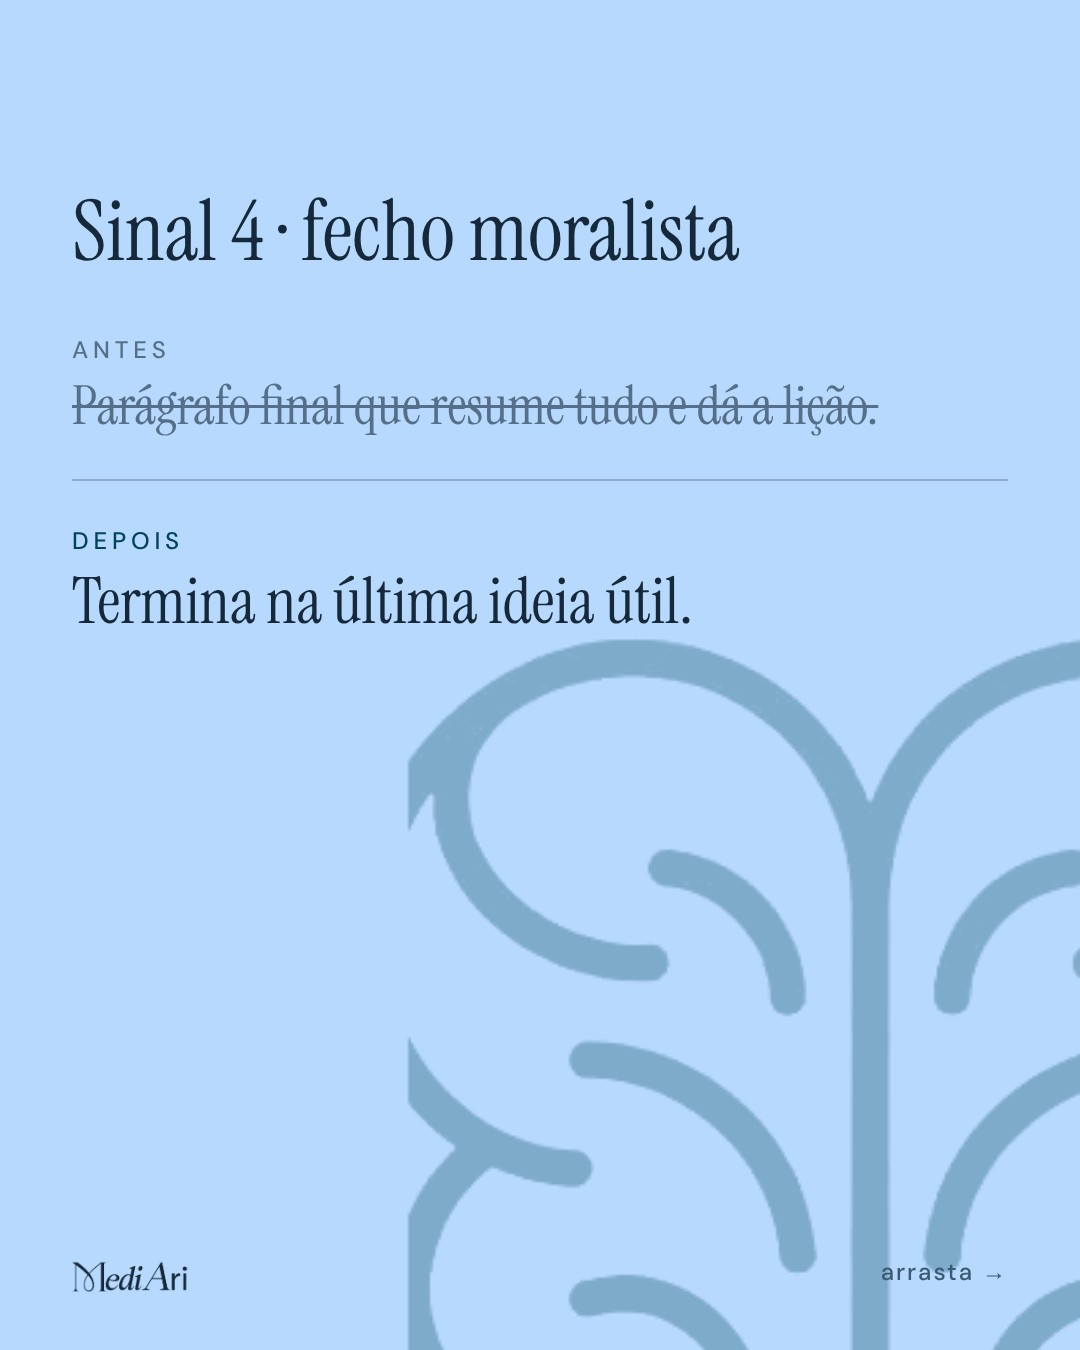 Sinal 4 · fecho moralista
ANTES
Parágrafo final que resume tudo e dá a lição.
DEPOIS
Termina na última ideia útil.
MediAri
arrasta →